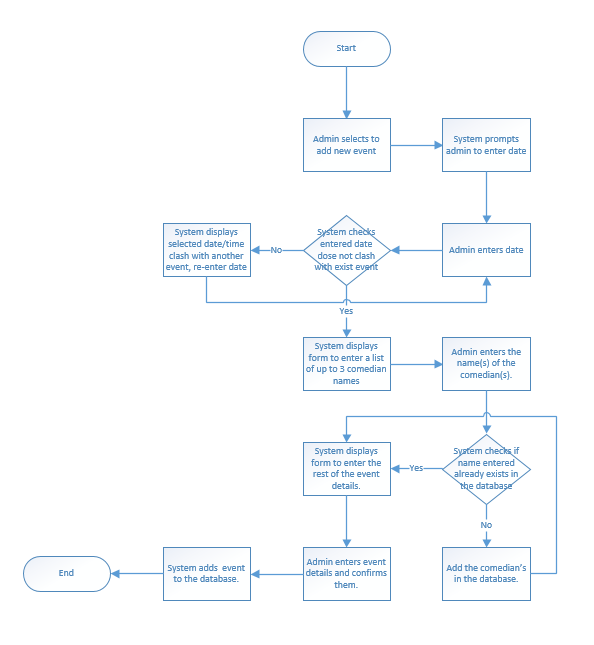 Start
Admin selects to
add new event
System prompts
admin to enter date
System displays
selected date/time
clash with another
event, re-enter date
No
System checks
entered date
dose not clash
with exist event
Admin enters date
Yes
System displays
form to enter a list
of up to 3 comedian
names
Admin enters the
name(s) of the
comedian(s).
System displays
form to enter the
rest of the event
details.
Yes
System checks if
name entered
already exists in
the database
No
End
System adds event
to the database.
Admin enters event
details and confirms
them.
Add the comedian's
in the database.